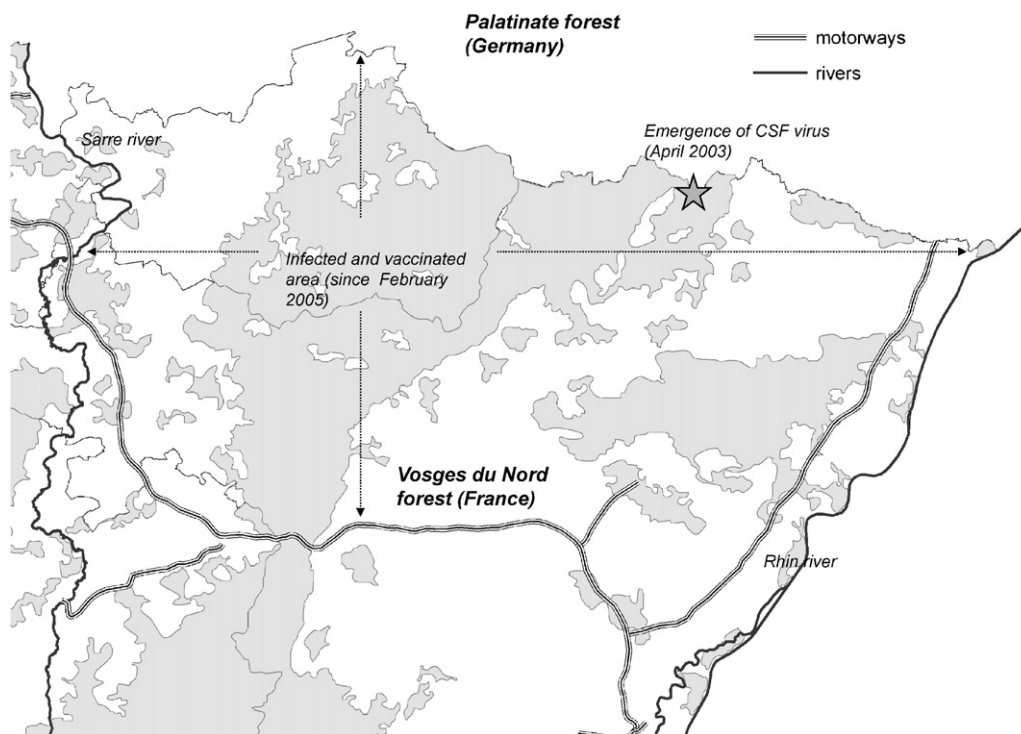 Palatinate forest
(Germany)
motorways
rivers
Sarre river
Emergence of CSF virus
(April 2003)
Infected and vaccinated
area (since February
2005)
Vosges du Nord
forest (France)
Rhin river